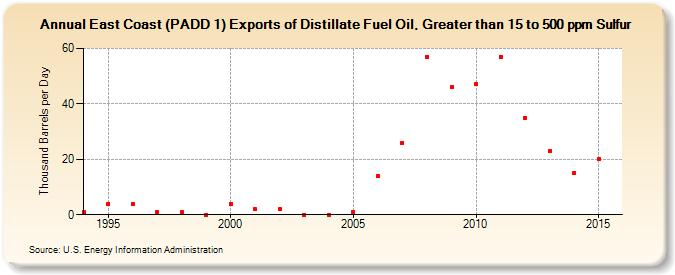 Annual East Coast (PADD 1) Exports of Distillate Fuel Oil, Greater than 15 to 500 ppm Sulfur
Thousand Barrels per Day
60
40
20
0
1995 2000 2005 2010 2015
Source: U.S. Energy Information Administration